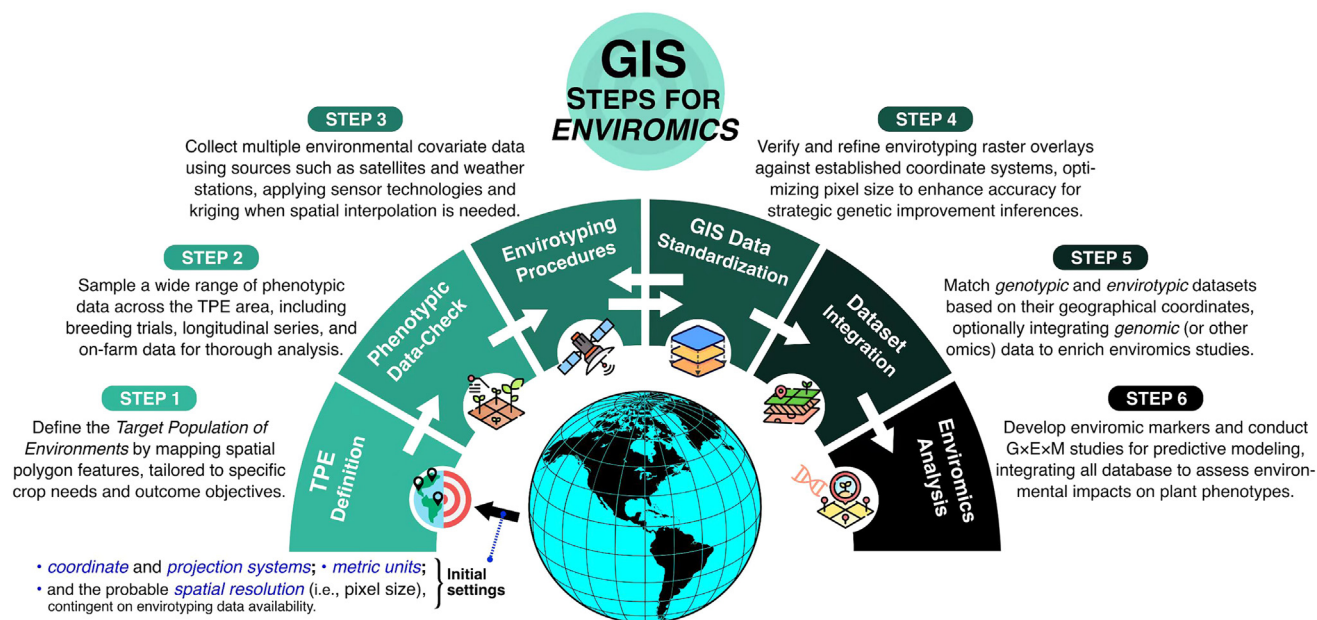 GIS
STEPS FOR
ENVIROMICS
STEP 3
Collect multiple environmental covariate data
using sources such as satellites and weather
stations, applying sensor technologies and
kriging when spatial interpolation is needed.
STEP 4
Verify and refine envirotyping raster overlays
against established coordinate systems, opti-
mizing pixel size to enhance accuracy for
strategic genetic improvement inferences.
STEP 2
Sample a wide range of phenotypic
data across the TPE area, including
breeding trials, longitudinal series, and
on-farm data for thorough analysis.
STEP 5
Match genotypic and envirotypic datasets
based on their geographical coordinates,
optionally integrating genomic (or other
omics) data to enrich enviromics studies.
STEP 1
Define the Target Population of
Environments by mapping spatial
polygon features, tailored to specific
crop needs and outcome objectives.
STEP 6
Develop enviromic markers and conduct
G×E×M studies for predictive modeling,
integrating all database to assess environ-
mental impacts on plant phenotypes.
TPE
Definition
Phenotypic
Data-Check
Envirotyping
Procedures
GIS Data
Standardization
Dataset
Integration
Enviromics
Analysis
• coordinate and projection systems; • metric units;
• and the probable spatial resolution (i.e., pixel size),
contingent on envirotyping data availability.
Initial
settings